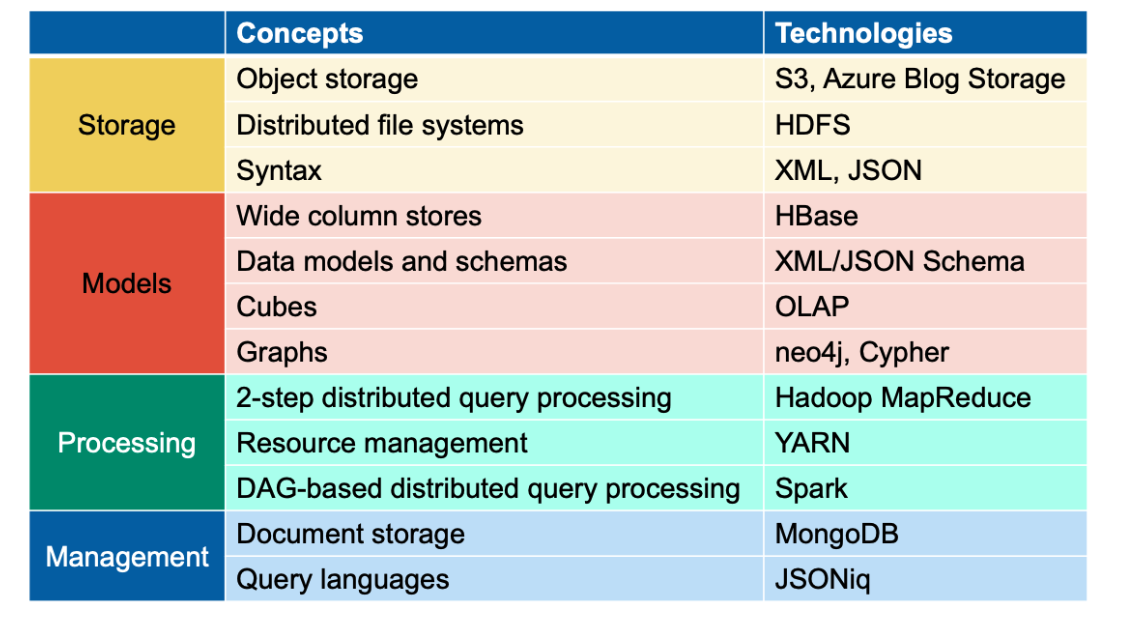 Concepts Technologies
Storage
Object storage S3, Azure Blog Storage
Distributed file systems HDFS
Syntax XML, JSON
Models
Wide column stores HBase
Data models and schemas XML/JSON Schema
Cubes OLAP
Graphs neo4j, Cypher
Processing
2-step distributed query processing Hadoop MapReduce
Resource management YARN
DAG-based distributed query processing Spark
Management
Document storage MongoDB
Query languages JSONiq